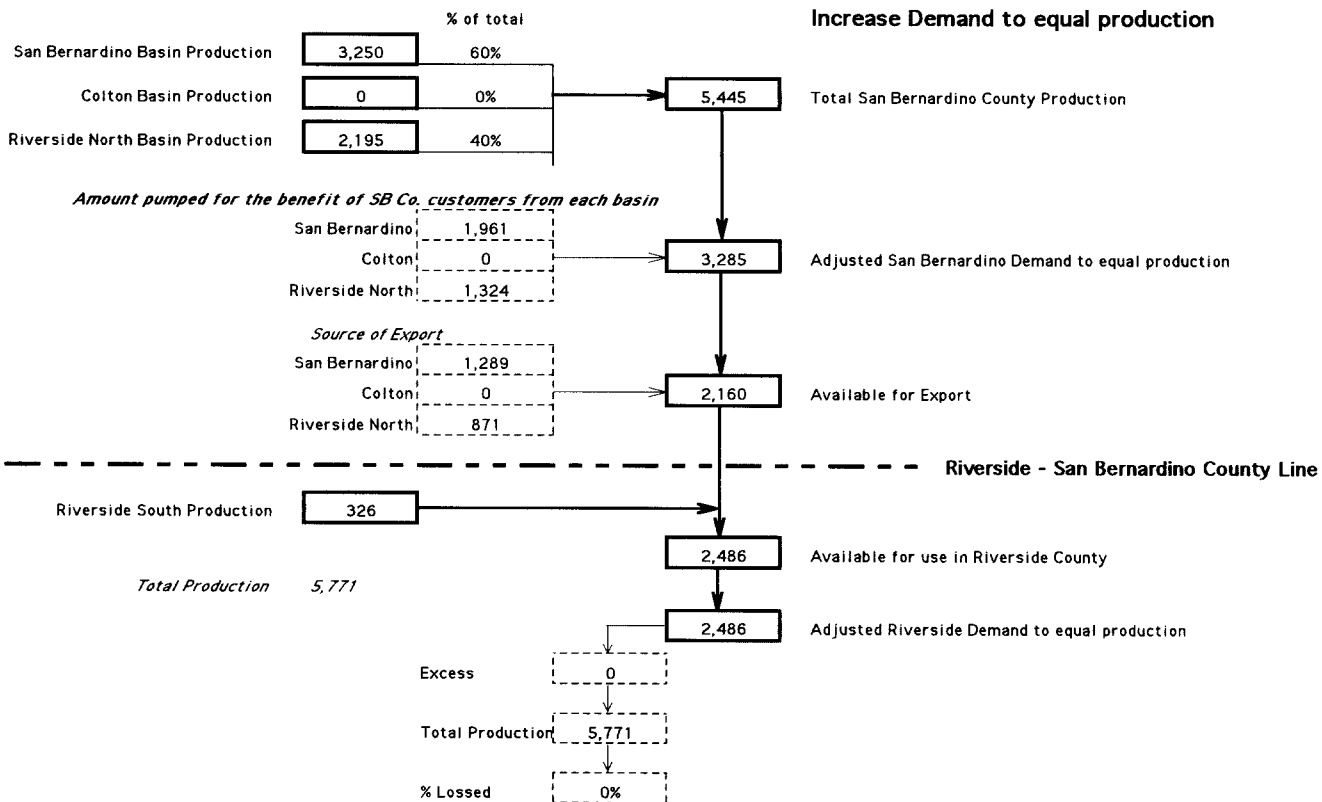 % of total
Increase Demand to equal production
San Bernardino Basin Production 3,250 60%
Colton Basin Production 0 0% 5,445 Total San Bernardino County Production
Riverside North Basin Production 2,195 40%
Amount pumped for the benefit of SB Co. customers from each basin
San Bernardino 1,961
Colton 0 3,285 Adjusted San Bernardino Demand to equal production
Riverside North 1,324
Source of Export
San Bernardino 1,289
Colton 0 2,160 Available for Export
Riverside North 871
Riverside - San Bernardino County Line
Riverside South Production 326
2,486 Available for use in Riverside County
Total Production 5,771
2,486 Adjusted Riverside Demand to equal production
Excess 0
Total Production 5,771
% Lossed 0%